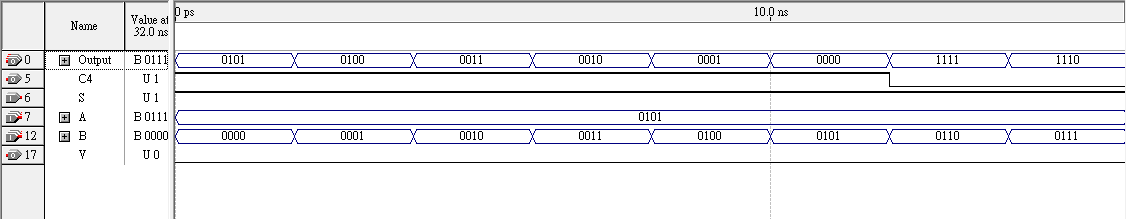 Name Value at 32.0 ns 0 ps 10.0 ns
0 Output B 0111 0101 0100 0011 0010 0001 0000 1111 1110
5 C4 U 1
6 S U 1
7 A B 0111 0101
12 B B 0000 0000 0001 0010 0011 0100 0101 0110 0111
17 V U 0